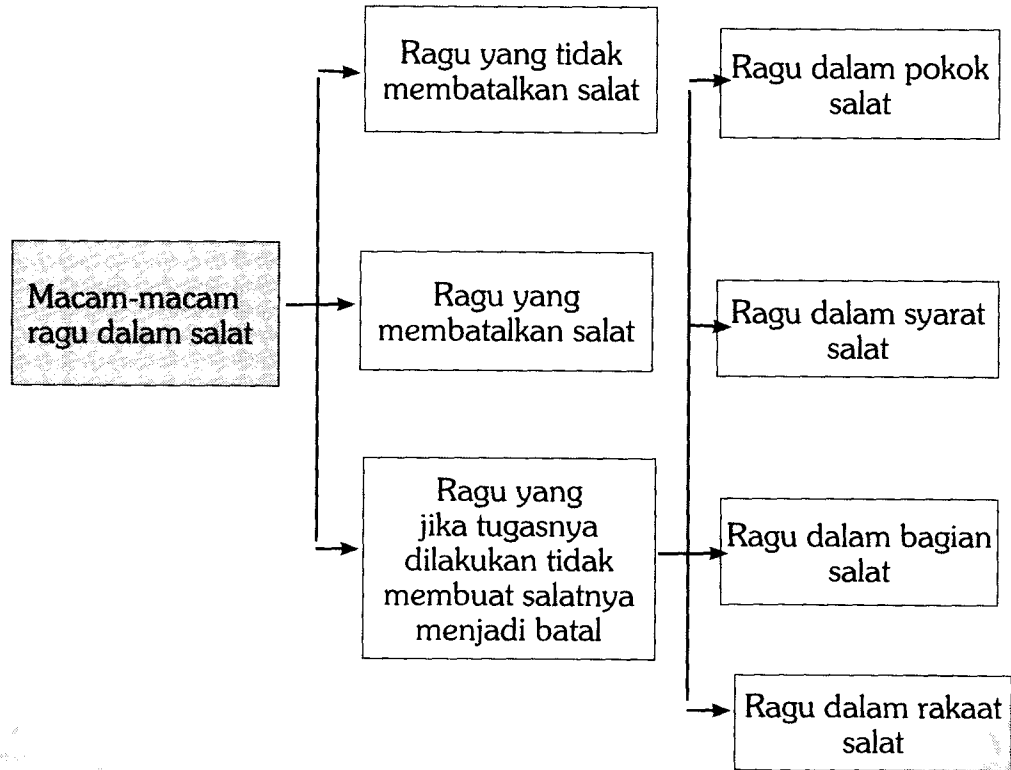 Macam-macam
ragu dalam salat
Ragu yang tidak
membatalkan salat
Ragu yang
membatalkan salat
Ragu yang
jika tugasnya
dilakukan tidak
membuat salatnya
menjadi batal
Ragu dalam pokok
salat
Ragu dalam syarat
salat
Ragu dalam bagian
salat
Ragu dalam rakaat
salat